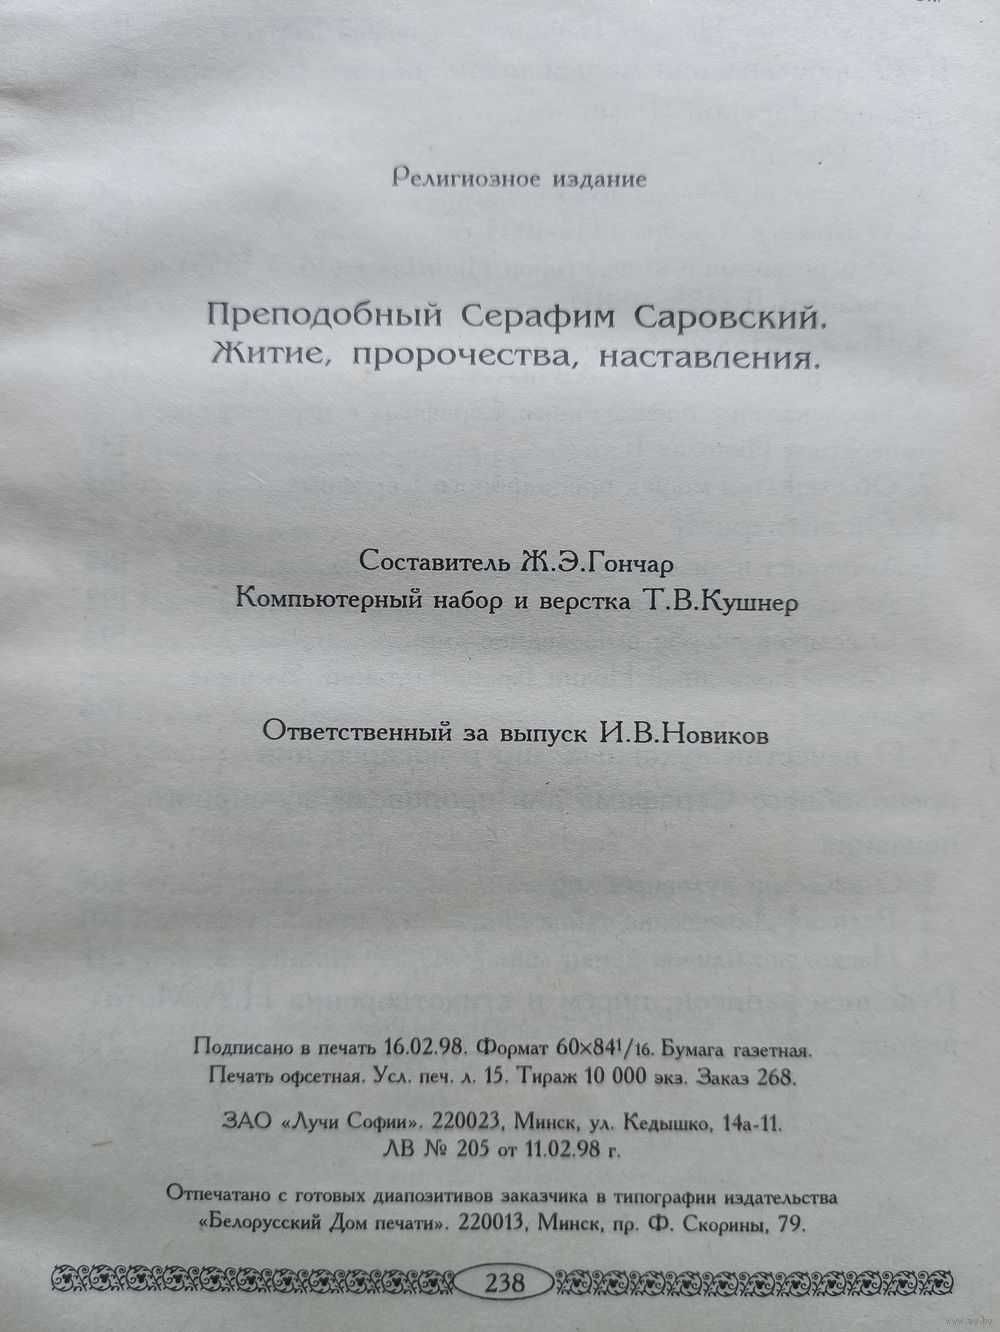 Религиозное издание
Преподобный Серафим Саровский.
Житие, пророчества, наставления.
Составитель Ж.Э.Гончар
Компьютерный набор и верстка Т.В.Кушнер
Ответственный за выпуск И.В.Новиков
Подписано в печать 16.02.98. Формат 60×84¹/16. Бумага газетная.
Печать офсетная. Усл. печ. л. 15. Тираж 10 000 экз. Заказ 268.
ЗАО «Лучи Софии». 220023, Минск, ул. Кедышко, 14а-11.
ЛВ № 205 от 11.02.98 г.
Отпечатано с готовых диапозитивов заказчика в типографии издательства
«Белорусский Дом печати». 220013, Минск, пр. Ф. Скорины, 79.
238
www.ay.by